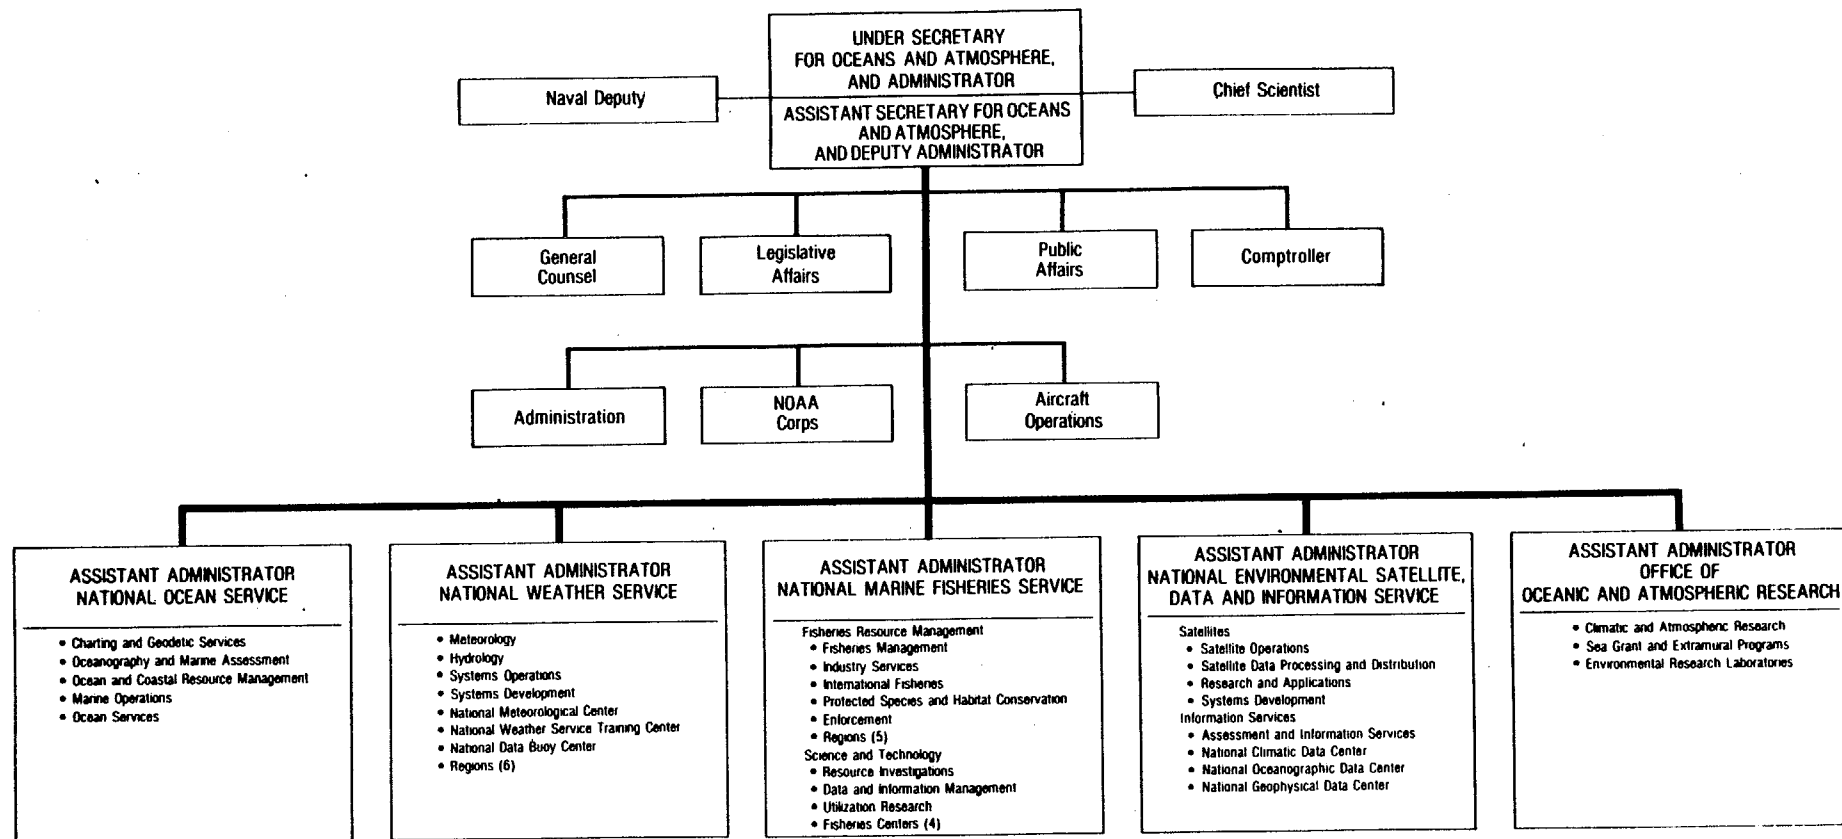 UNDER SECRETARY
FOR OCEANS AND ATMOSPHERE,
AND ADMINISTRATOR
ASSISTANT SECRETARY FOR OCEANS
AND ATMOSPHERE,
AND DEPUTY ADMINISTRATOR
Naval Deputy
Chief Scientist
General
Counsel
Legislative
Affairs
Public
Affairs
Comptroller
Administration
NOAA
Corps
Aircraft
Operations
ASSISTANT ADMINISTRATOR
NATIONAL OCEAN SERVICE
• Charting and Geodetic Services
• Oceanography and Marine Assessment
• Ocean and Coastal Resource Management
• Marine Operations
• Ocean Services
ASSISTANT ADMINISTRATOR
NATIONAL WEATHER SERVICE
• Meteorology
• Hydrology
• Systems Operations
• Systems Development
• National Meteorological Center
• National Weather Service Training Center
• National Data Buoy Center
• Regions (6)
ASSISTANT ADMINISTRATOR
NATIONAL MARINE FISHERIES SERVICE
Fisheries Resource Management
• Fisheries Management
• Industry Services
• International Fisheries
• Protected Species and Habitat Conservation
• Enforcement
• Regions (5)
Science and Technology
• Resource Investigations
• Data and Information Management
• Utilization Research
• Fisheries Centers (4)
ASSISTANT ADMINISTRATOR
NATIONAL ENVIRONMENTAL SATELLITE,
DATA AND INFORMATION SERVICE
Satellites
• Satellite Operations
• Satellite Data Processing and Distribution
• Research and Applications
• Systems Development
Information Services
• Assessment and Information Services
• National Climatic Data Center
• National Oceanographic Data Center
• National Geophysical Data Center
ASSISTANT ADMINISTRATOR
OFFICE OF
OCEANIC AND ATMOSPHERIC RESEARCH
• Climatic and Atmospheric Research
• Sea Grant and Extramural Programs
• Environmental Research Laboratories